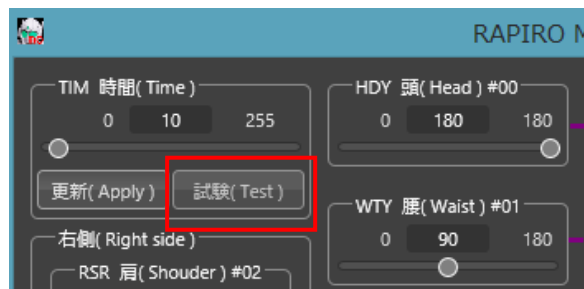 RAPIRO M
TIM 時間( Time )
0 10 255
更新( Apply ) 試験( Test )
右側( Right side )
RSR 肩( Shouder ) #02
HDY 頭( Head ) #00
0 180 180
WTY 腰( Waist ) #01
0 90 180